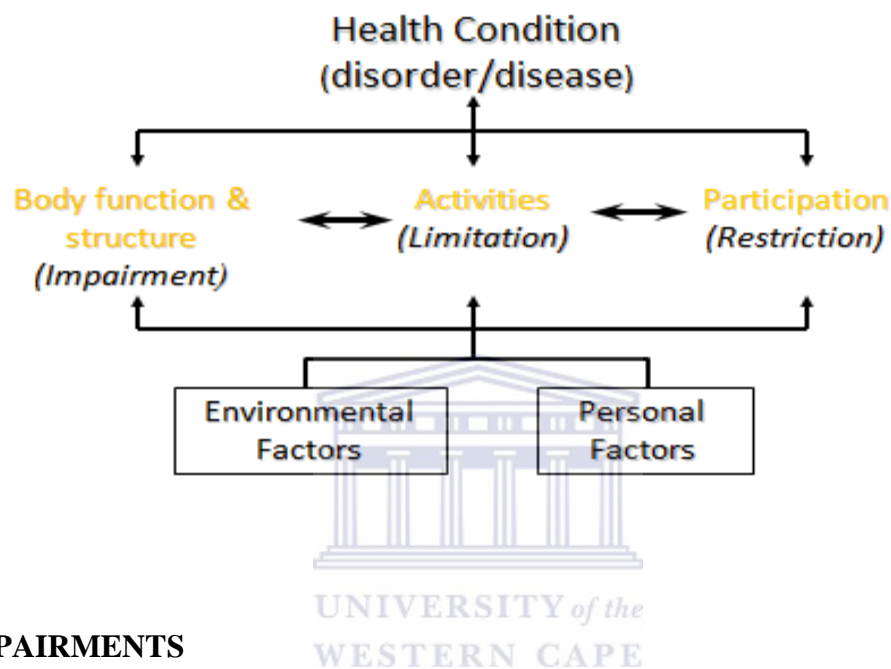 Health Condition
(disorder/disease)
Body function &
structure
(Impairment)
Activities
(Limitation)
Participation
(Restriction)
Environmental
Factors
Personal
Factors
UNIVERSITY of the
WESTERN CAPE
PAIRMENTS